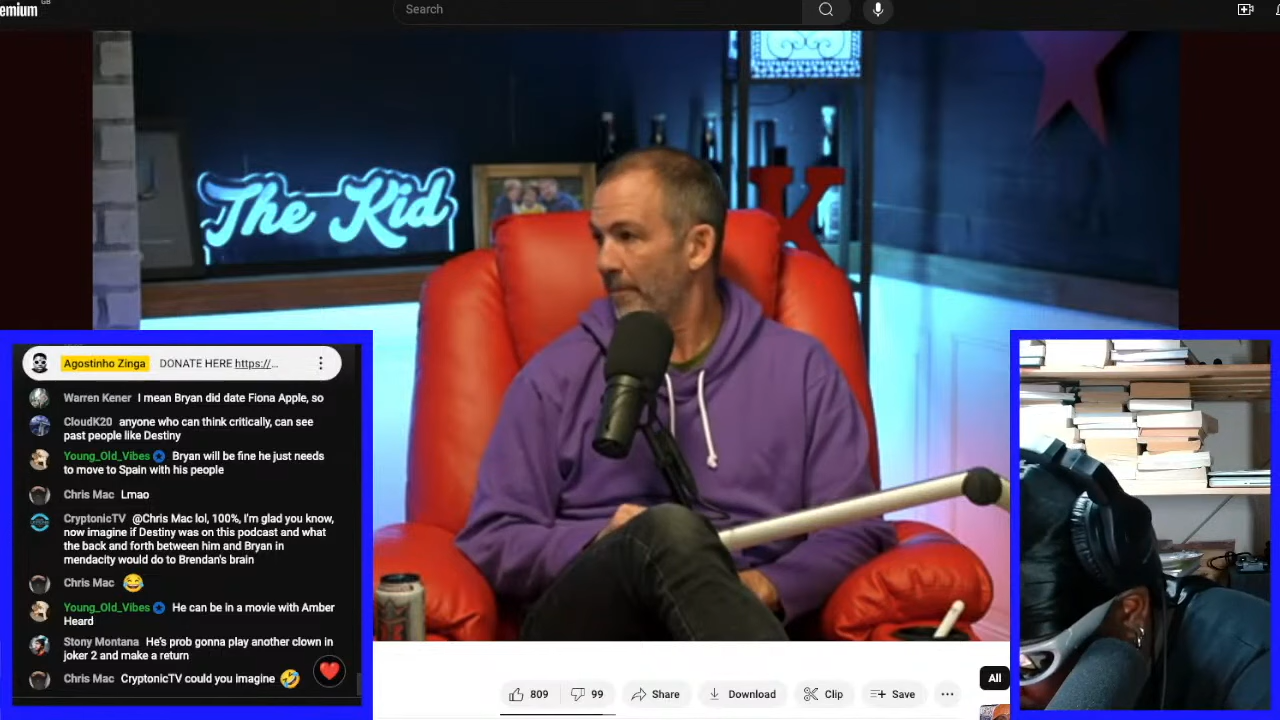 emium GB
Search
The Kid
K
Agostinho Zinga DONATE HERE https://...
Warren Kener I mean Bryan did date Fiona Apple, so
CloudK20 anyone who can think critically, can see
past people like Destiny
Young_Old_Vibes Bryan will be fine he just needs
to move to Spain with his people
Chris Mac Lmao
CryptonicTV @Chris Mac lol, 100%, I'm glad you know,
now imagine if Destiny was on this podcast and what
the back and forth between him and Bryan in
mendacity would do to Brendan's brain
Chris Mac 😂
Young_Old_Vibes He can be in a movie with Amber
Heard
Stony Montana He's prob gonna play another clown in
joker 2 and make a return
Chris Mac CryptonicTV could you imagine 🤣
809
99
Share
Download
Clip
Save
All